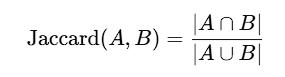 Jaccard(A, B) = |A ∩ B| / |A ∪ B|